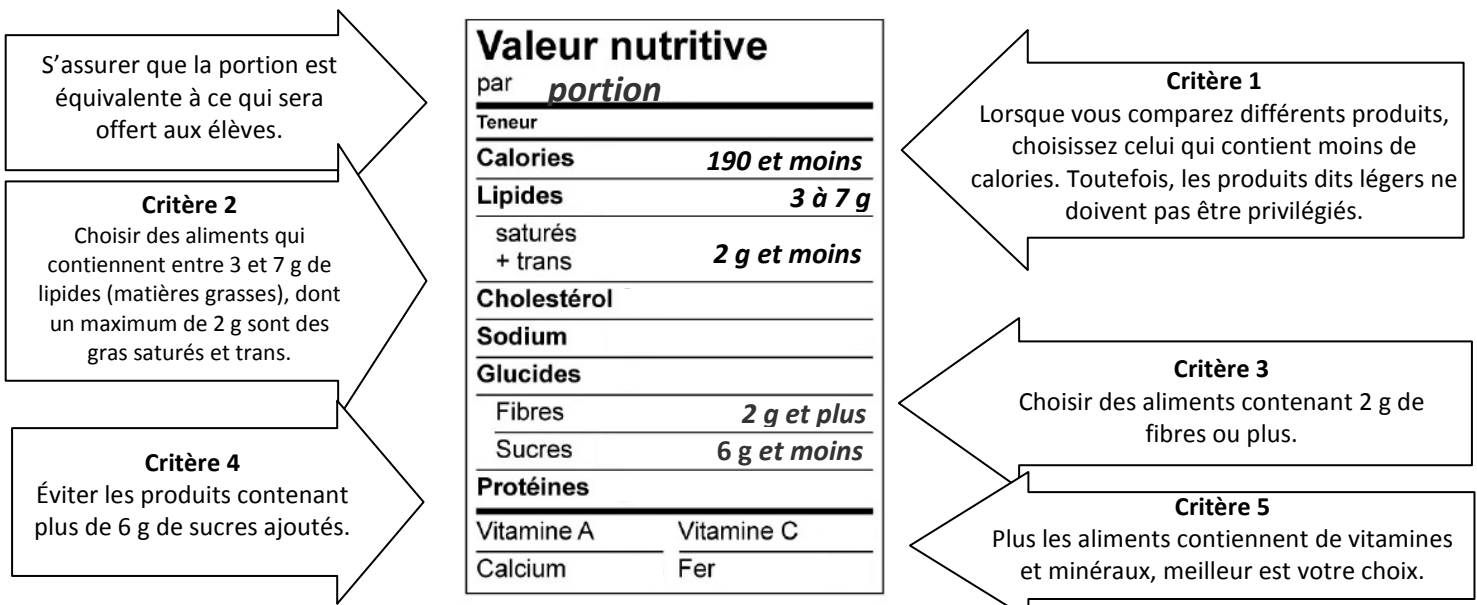 S’assurer que la portion est
équivalente à ce qui sera
offert aux élèves.
Critère 2
Choisir des aliments qui
contiennent entre 3 et 7 g de
lipides (matières grasses), dont
un maximum de 2 g sont des
gras saturés et trans.
Critère 4
Éviter les produits contenant
plus de 6 g de sucres ajoutés.
Valeur nutritive
par portion
Teneur
Calories 190 et moins
Lipides 3 à 7 g
saturés
+ trans 2 g et moins
Cholestérol
Sodium
Glucides
Fibres 2 g et plus
Sucres 6 g et moins
Protéines
Vitamine A Vitamine C
Calcium Fer
Critère 1
Lorsque vous comparez différents produits,
choisissez celui qui contient moins de
calories. Toutefois, les produits dits légers ne
doivent pas être privilégiés.
Critère 3
Choisir des aliments contenant 2 g de
fibres ou plus.
Critère 5
Plus les aliments contiennent de vitamines
et minéraux, meilleur est votre choix.